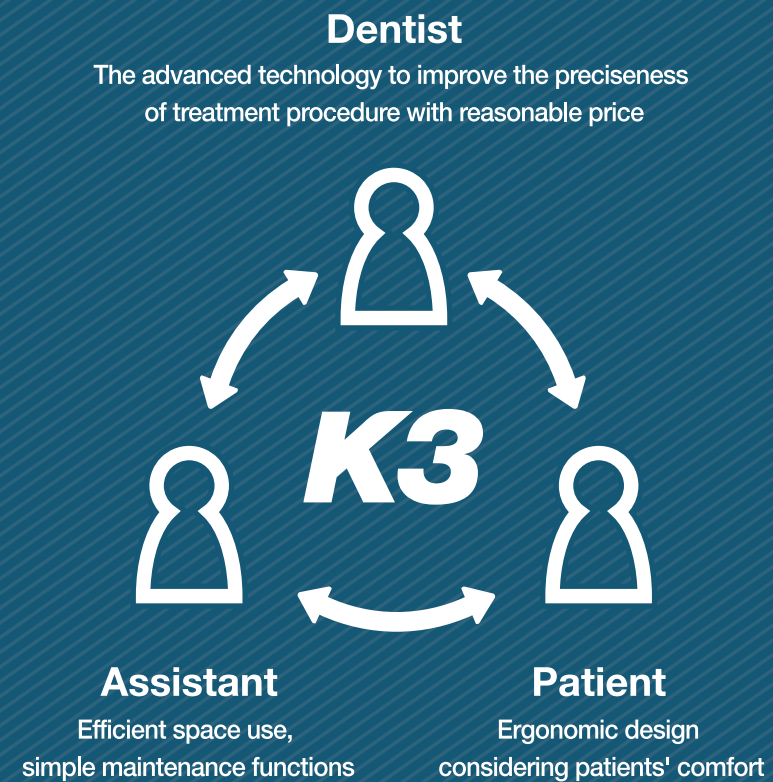 Dentist
The advanced technology to improve the preciseness
of treatment procedure with reasonable price
K3
Assistant
Efficient space use,
simple maintenance functions
Patient
Ergonomic design
considering patients' comfort